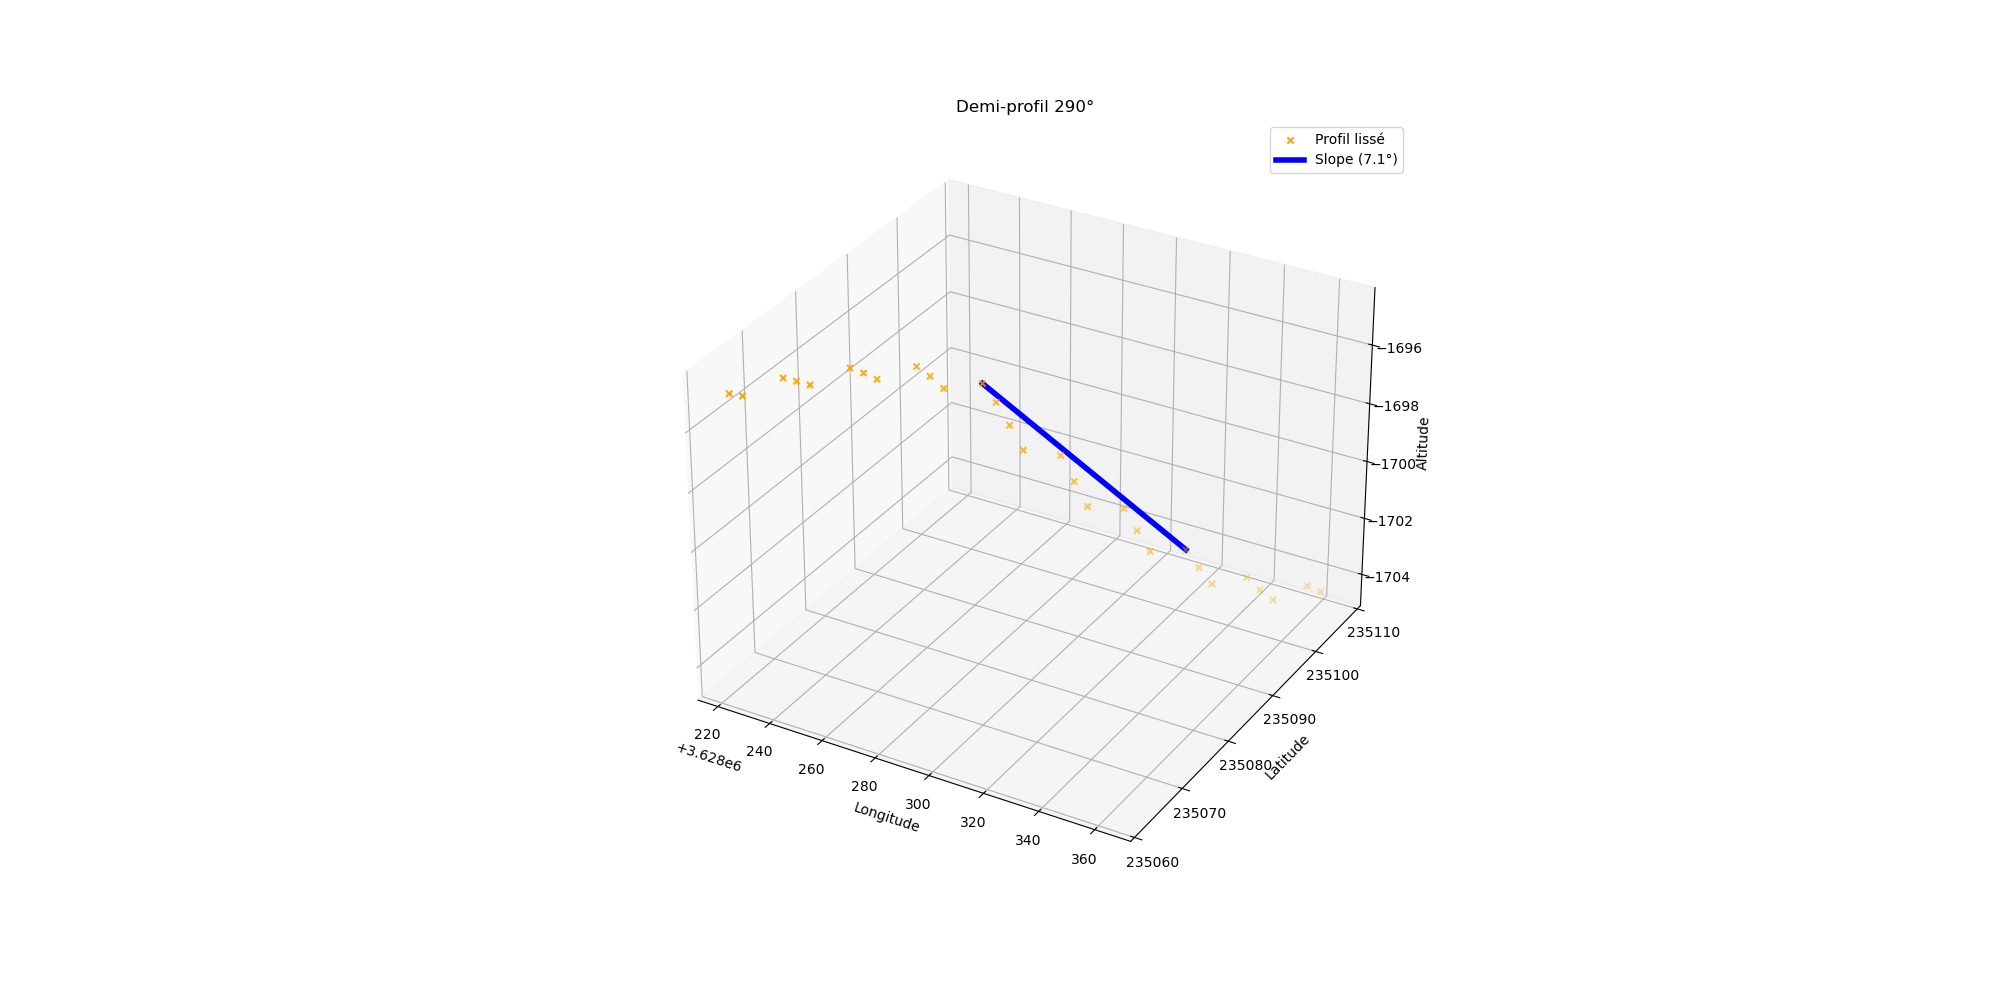 Demi-profil 290°
Profil lissé
Slope (7.1°)
−1696
−1698
−1700
−1702
−1704
Altitude
235110
235100
235090
235080
235070
235060
Latitude
220
240
260
280
300
320
340
360
+3.628e6
Longitude